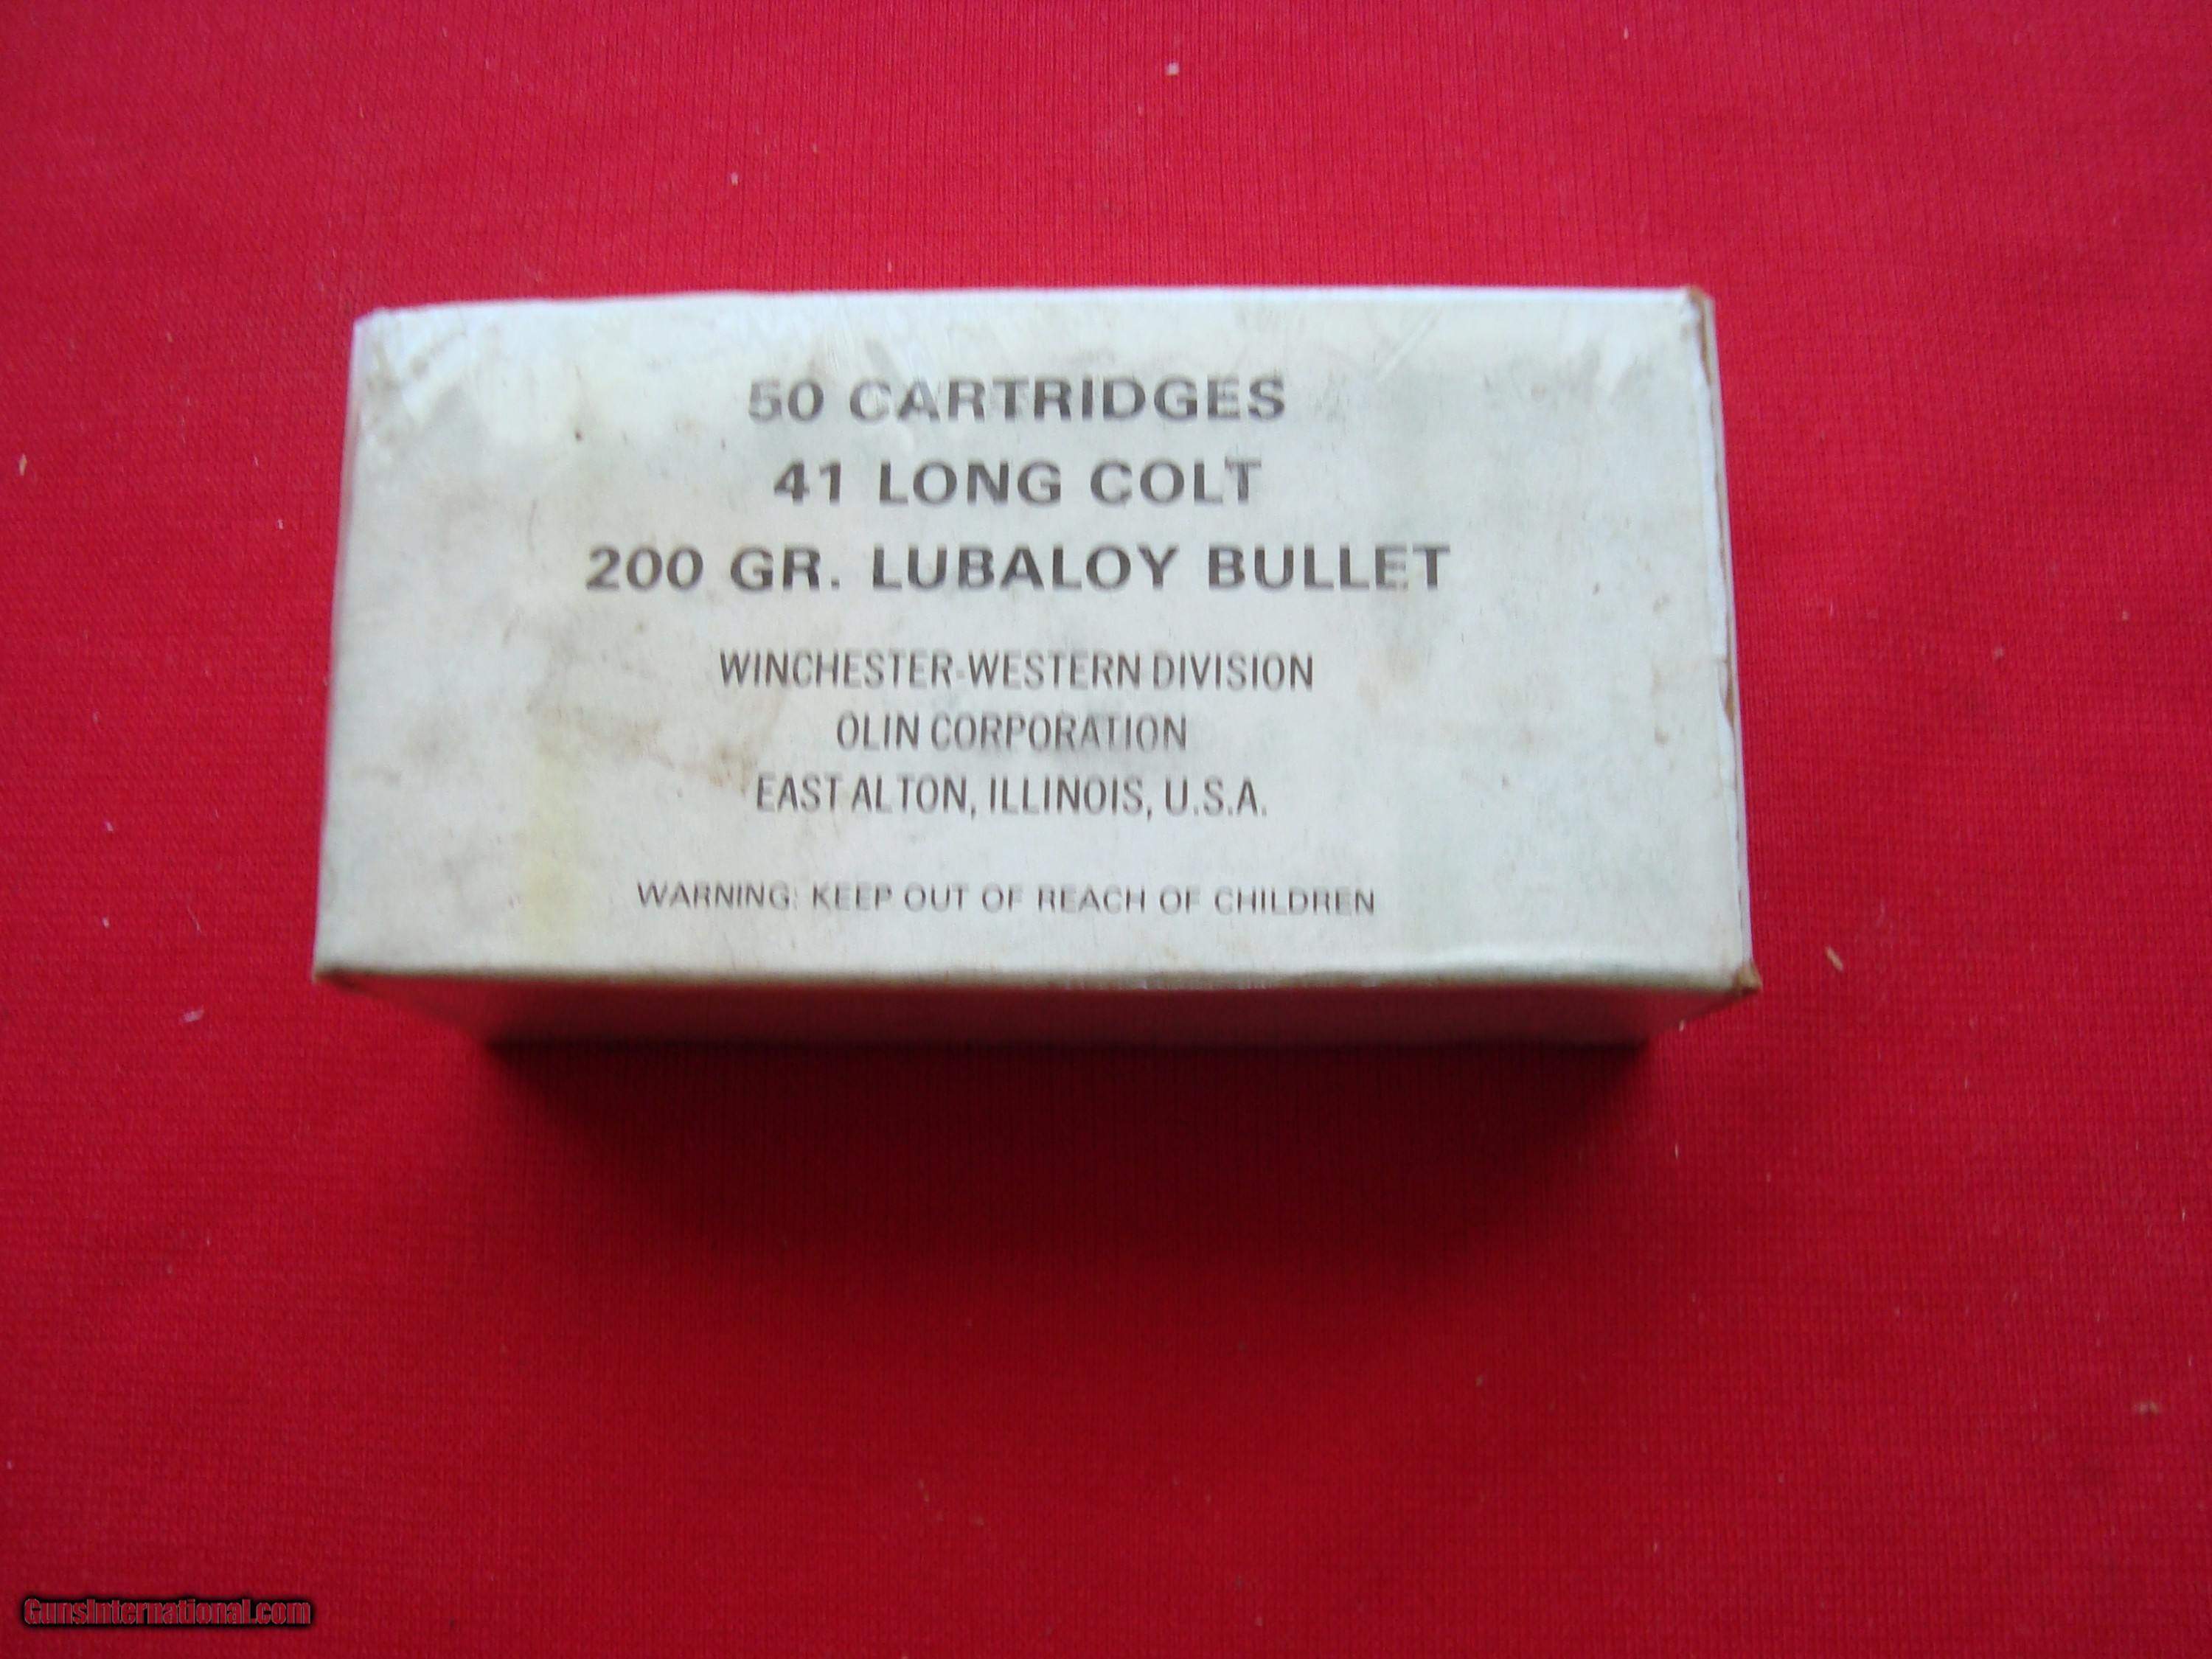 50 CARTRIDGES
41 LONG COLT
200 GR. LUBALOY BULLET
WINCHESTER-WESTERN DIVISION
OLIN CORPORATION
EAST ALTON, ILLINOIS, U.S.A.
WARNING: KEEP OUT OF REACH OF CHILDREN
GunsInternational.com